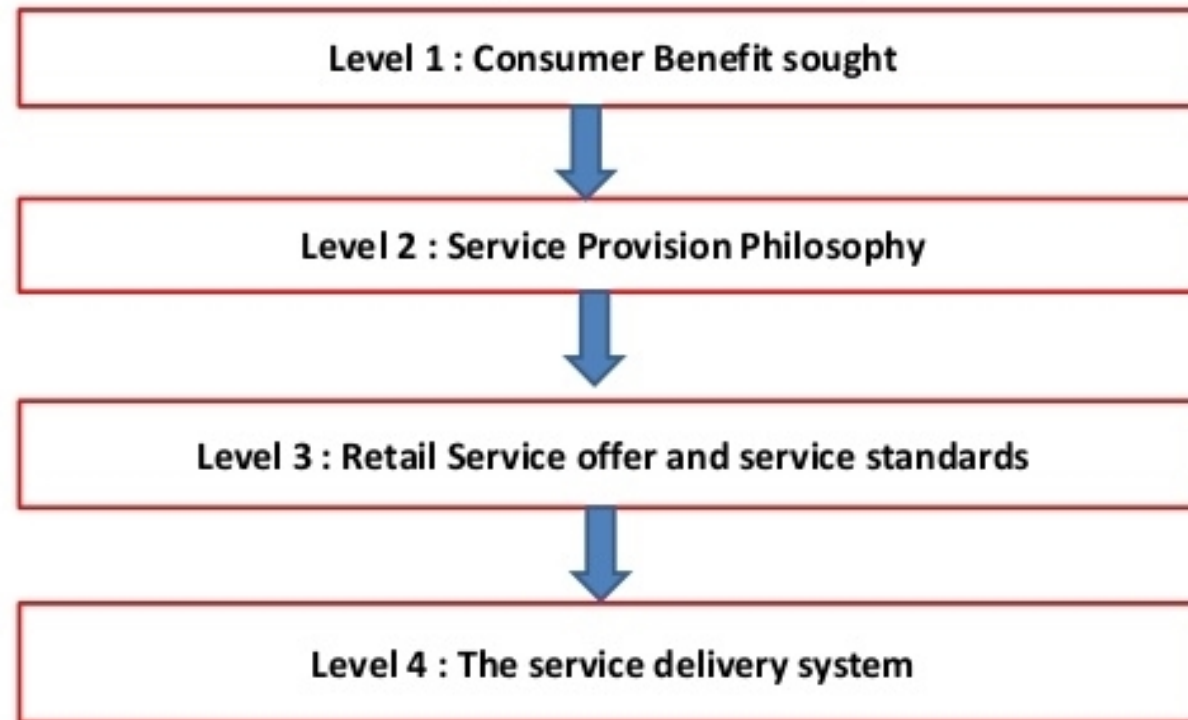 Level 1 : Consumer Benefit sought
Level 2 : Service Provision Philosophy
Level 3 : Retail Service offer and service standards
Level 4 : The service delivery system